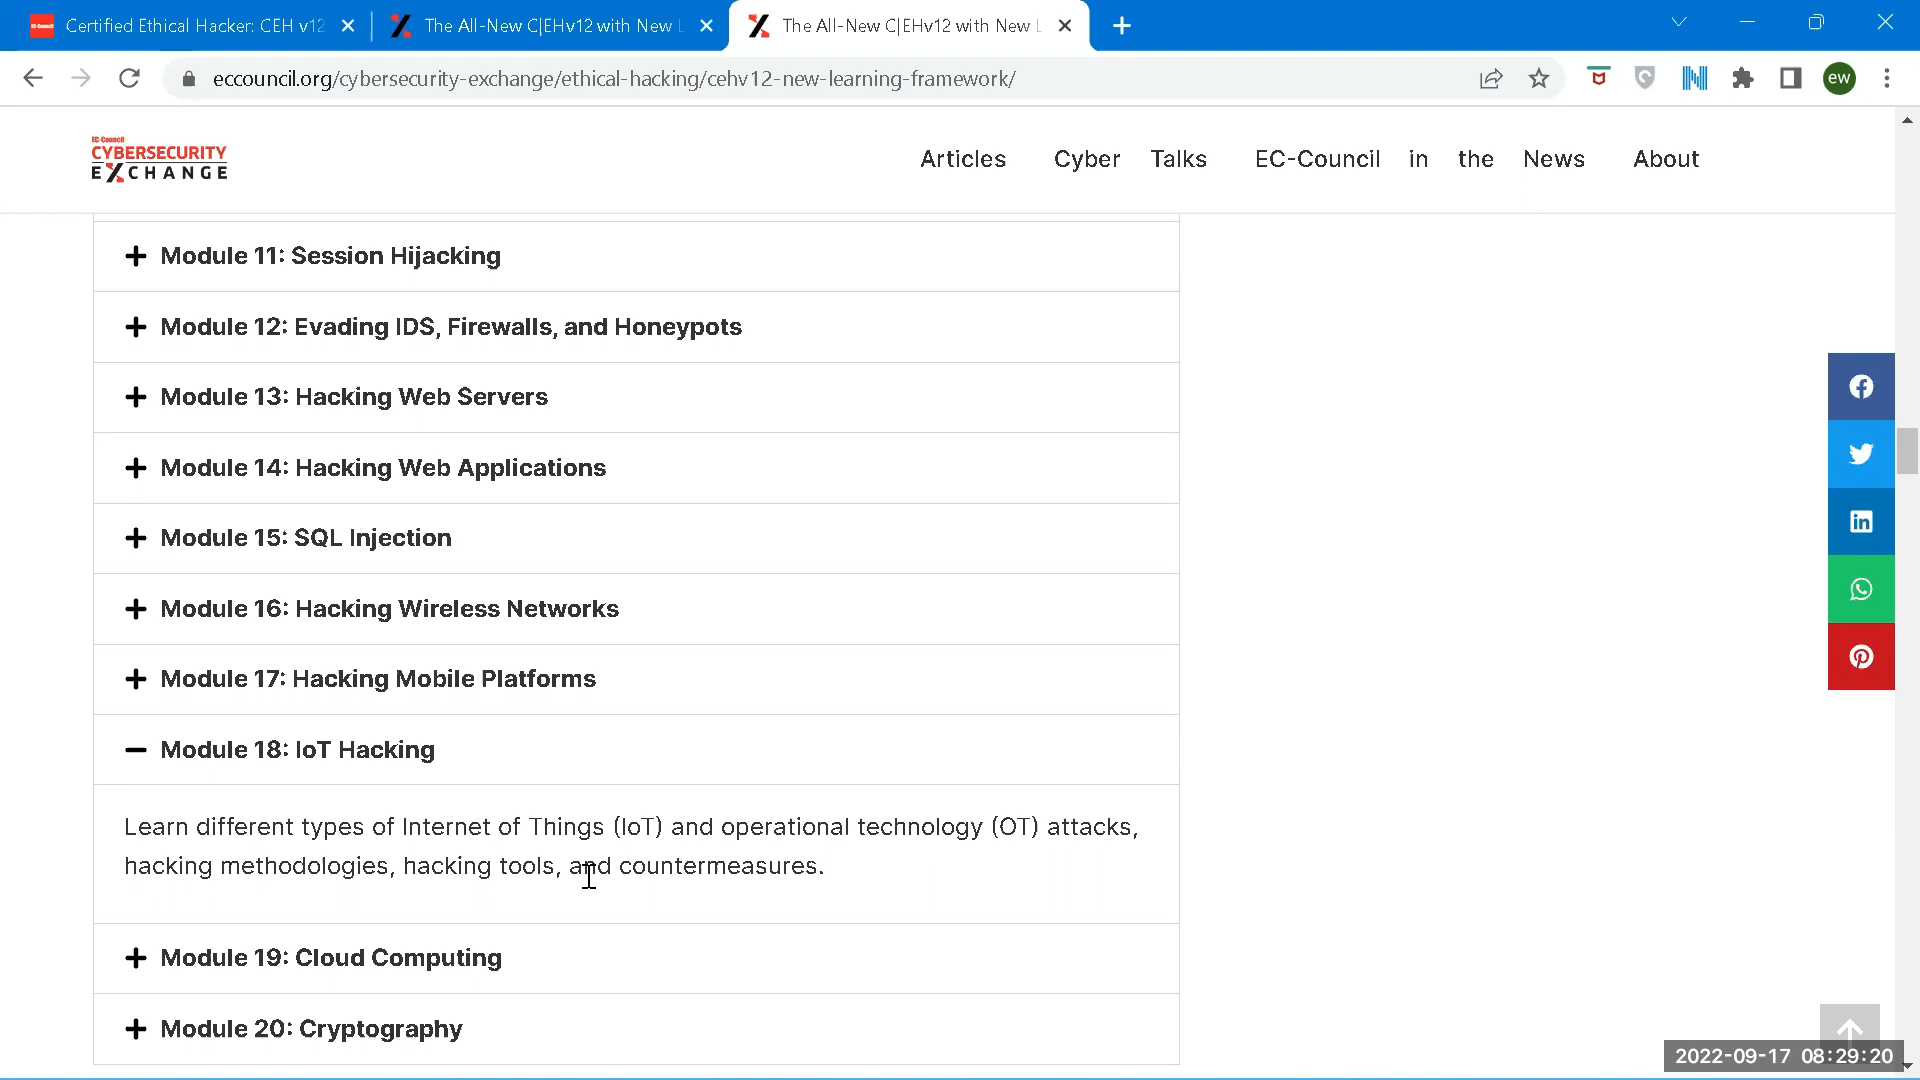 Certified Ethical Hacker: CEH v12
The All-New C|EHv12 with New L
The All-New C|EHv12 with New L
eccouncil.org/cybersecurity-exchange/ethical-hacking/cehv12-new-learning-framework/
ew
EC-Council
CYBERSECURITY
EXCHANGE
Articles Cyber Talks EC-Council in the News About
Module 11: Session Hijacking
Module 12: Evading IDS, Firewalls, and Honeypots
Module 13: Hacking Web Servers
Module 14: Hacking Web Applications
Module 15: SQL Injection
Module 16: Hacking Wireless Networks
Module 17: Hacking Mobile Platforms
Module 18: IoT Hacking
Learn different types of Internet of Things (IoT) and operational technology (OT) attacks,
hacking methodologies, hacking tools, and countermeasures.
Module 19: Cloud Computing
Module 20: Cryptography
2022-09-17 08:29:20